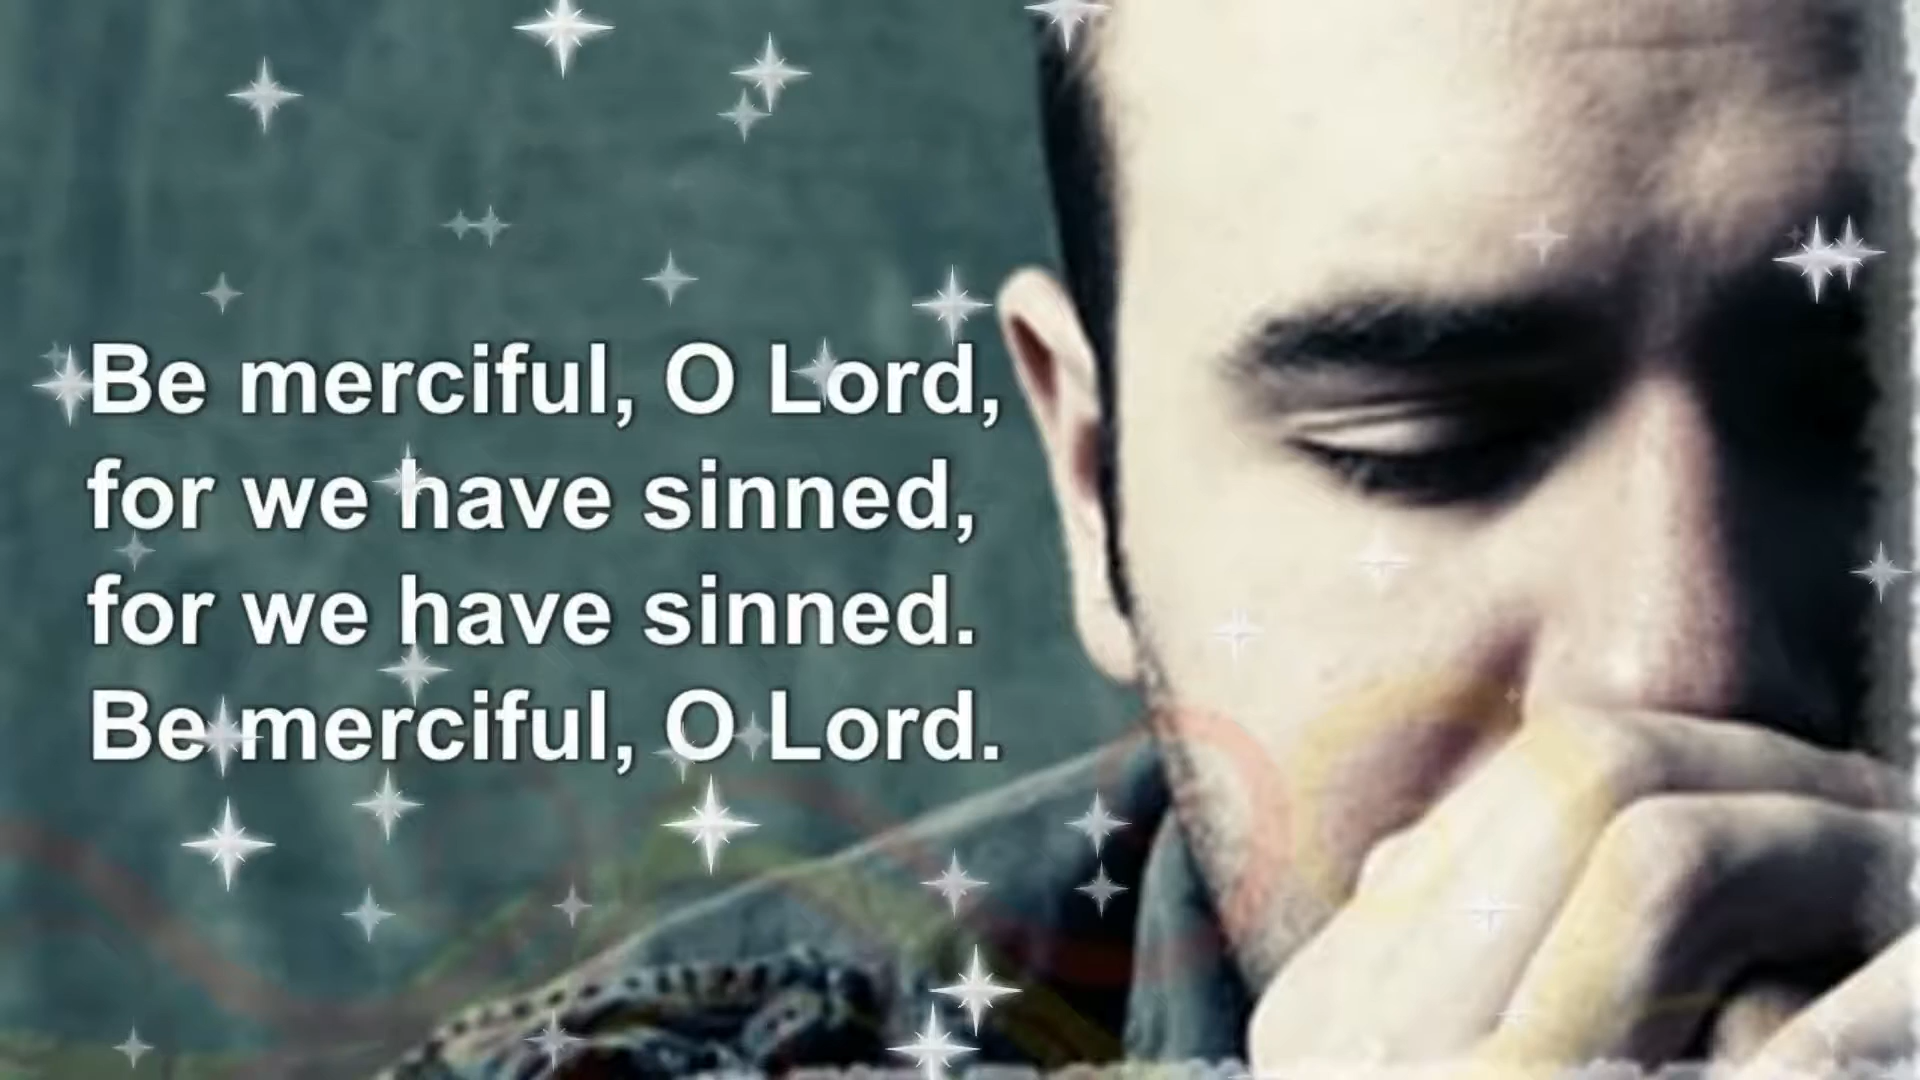 Be merciful, O Lord,
for we have sinned,
for we have sinned.
Be merciful, O Lord.